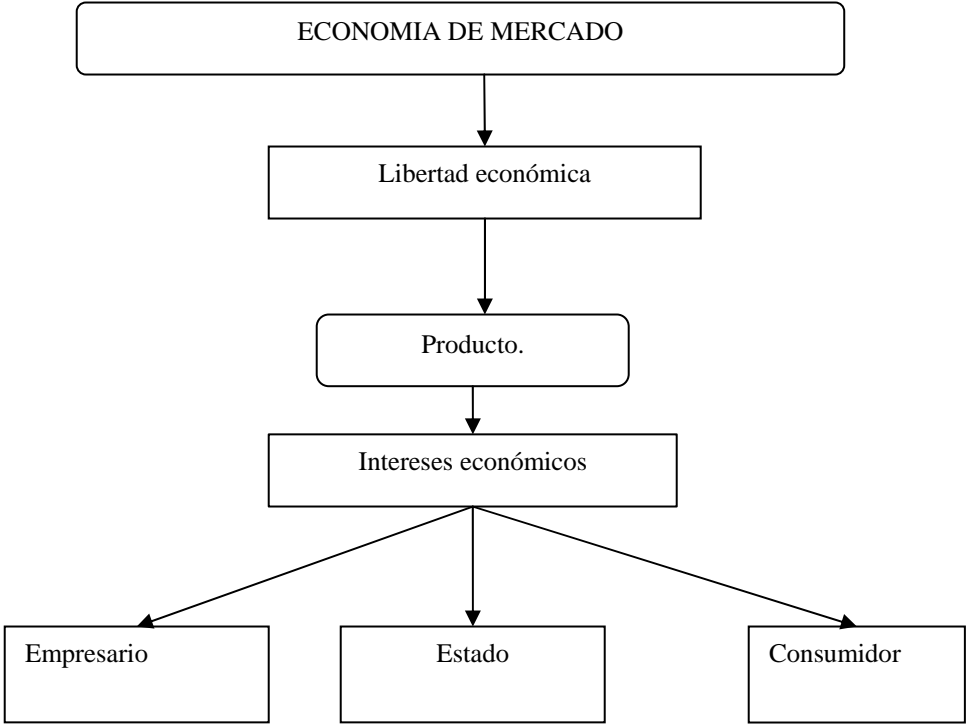 ECONOMIA DE MERCADO
Libertad económica
Producto.
Intereses económicos
Empresario
Estado
Consumidor